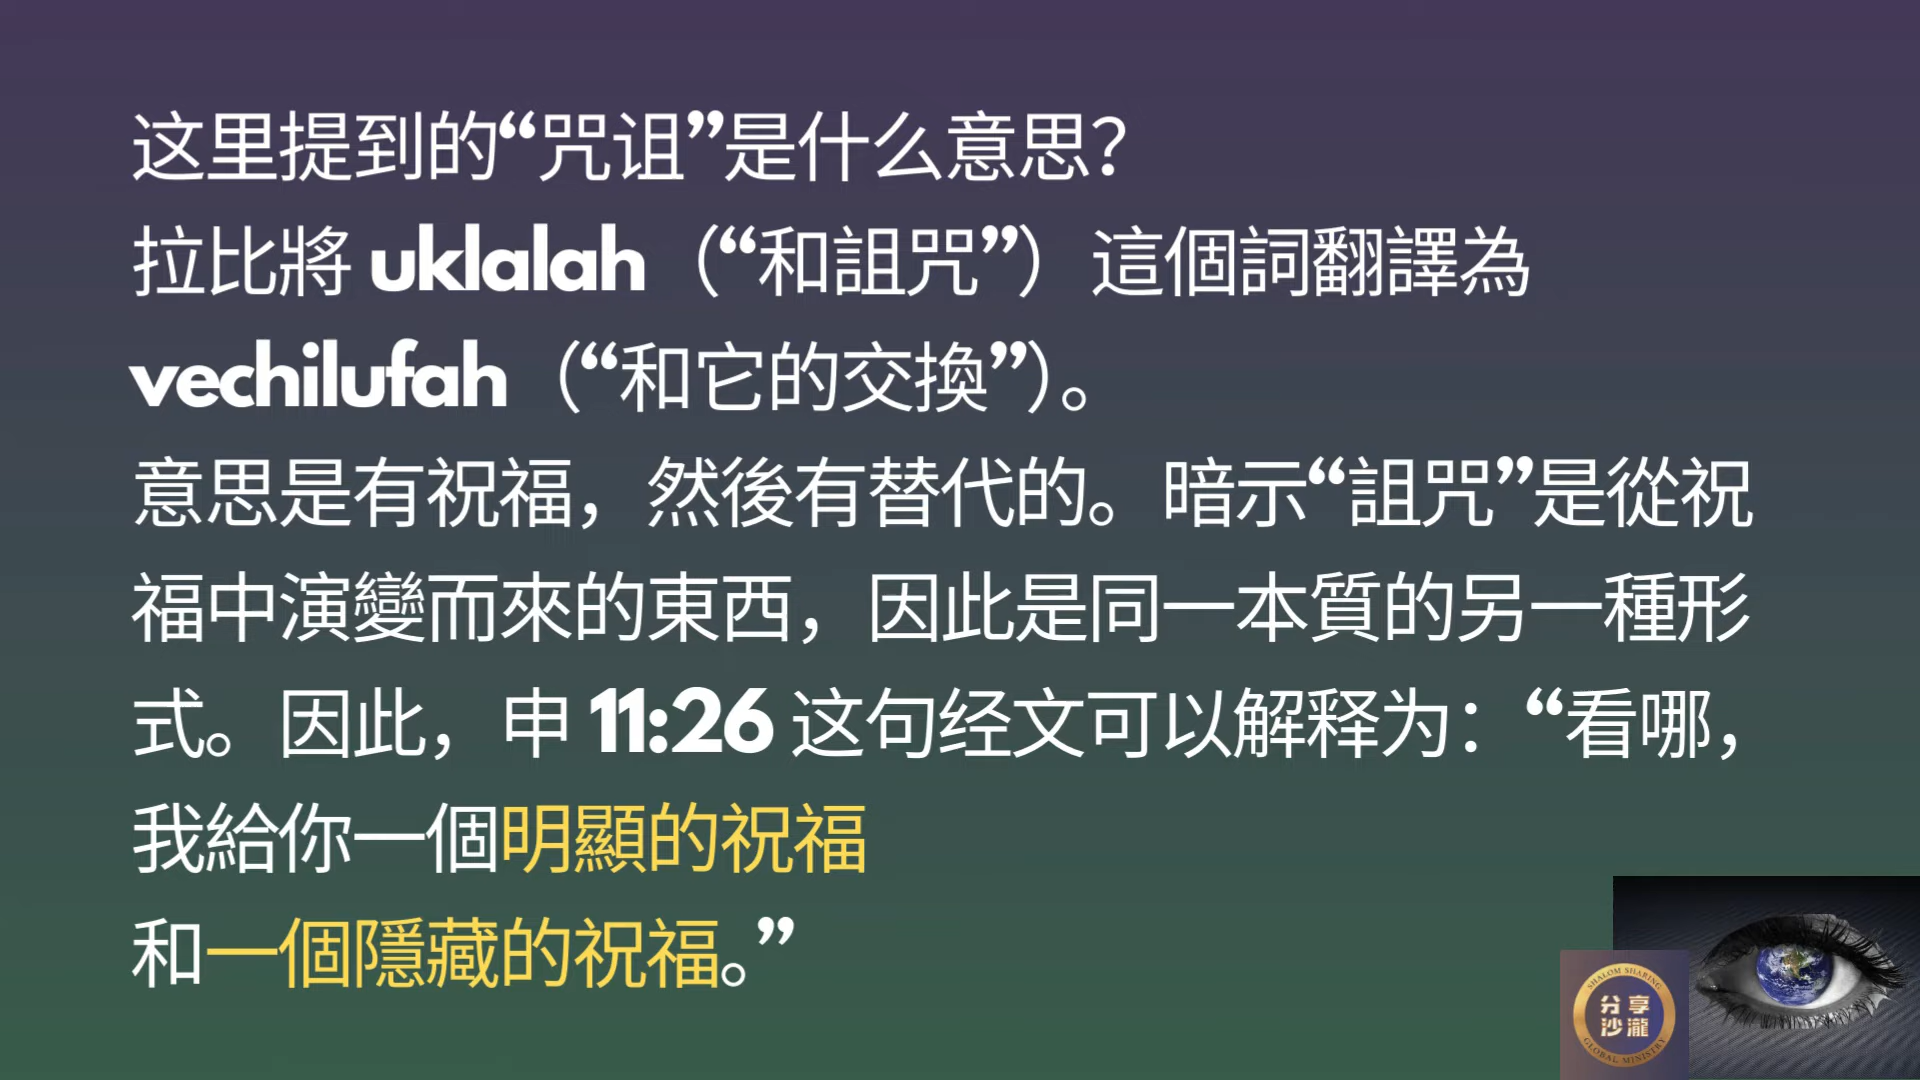 这里提到的“咒诅”是什么意思？
拉比將 uklalah（“和詛咒”）這個詞翻譯為
vechilufah（“和它的交換”）。
意思是有祝福，然後有替代的。暗示“詛咒”是從祝
福中演變而來的東西，因此是同一本質的另一種形
式。因此，申 11:26 这句经文可以解释为：“看哪，
我給你一個明顯的祝福
和一個隱藏的祝福。”
SHALOM SHARING
分享
沙瀧
GLOBAL MINISTRY